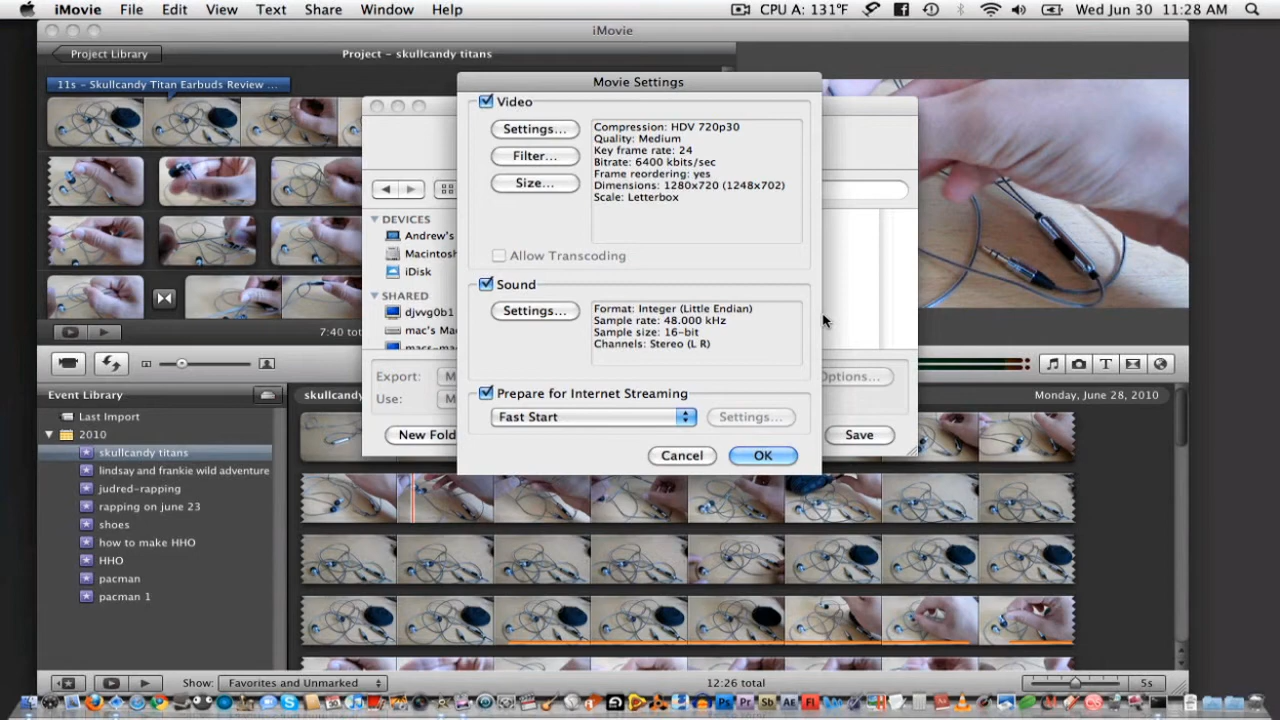 iMovie File Edit View Text Share Window Help CPU A: 131°F Wed Jun 30 11:28 AM
iMovie
Project Library Project - skullcandy titans
11s - Skullcandy Titan Earbuds Review ...
7:40
Movie Settings
Video
Settings...
Filter...
Size...
Compression: HDV 720p30
Quality: Medium
Key frame rate: 24
Bitrate: 6400 kbits/sec
Frame reordering: yes
Dimensions: 1280x720 (1248x702)
Scale: Letterbox
Allow Transcoding
Sound
Settings...
Format: Integer (Little Endian)
Sample rate: 48.000 kHz
Sample size: 16-bit
Channels: Stereo (L R)
Prepare for Internet Streaming
Fast Start Settings...
Cancel OK
DEVICES
Andrew's
Macintosh
iDisk
SHARED
djvvg0b1
mac's Ma
Export: M
Use: M
Options...
New Fold
Save
Event Library
Last Import
2010
skullcandy titans
lindsay and frankie wild adventure
judred-rapping
rapping on june 23
shoes
how to make HHO
HHO
pacman
pacman 1
skullcandy
Monday, June 28, 2010
Show: Favorites and Unmarked 12:26 total 5s